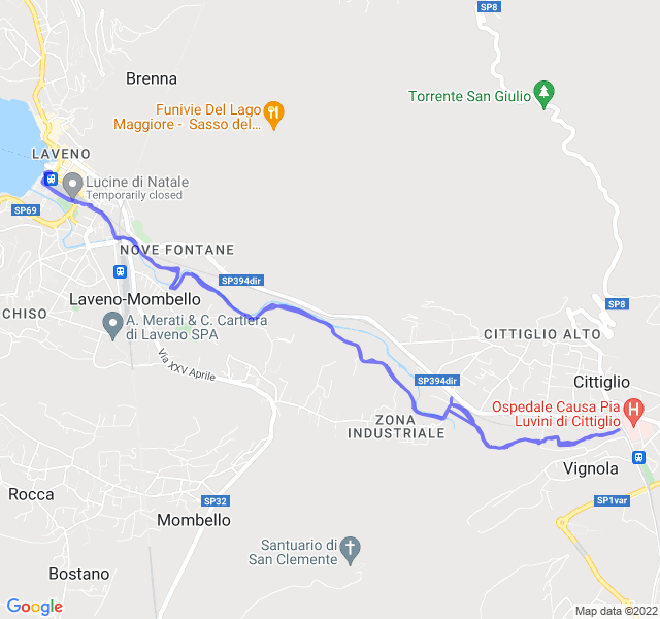 SP8
Brenna
Torrente San Giulio
Funivie Del Lago
Maggiore - Sasso del...
LAVENO
Lucine di Natale
Temporarily closed
SP69
NOVE FONTANE
SP394dir
Laveno-Mombello
SP8
CHISO
A. Merati & C. Cartiera
di Laveno SPA
CITTIGLIO ALTO
Via XXV Aprile
SP394dir
Cittiglio
Ospedale Causa Pia
Luvini di Cittiglio
H
ZONA
INDUSTRIALE
Vignola
Rocca
SP32
SP1var
Mombello
Santuario di
San Clemente
Bostano
Google
Map data ©2022